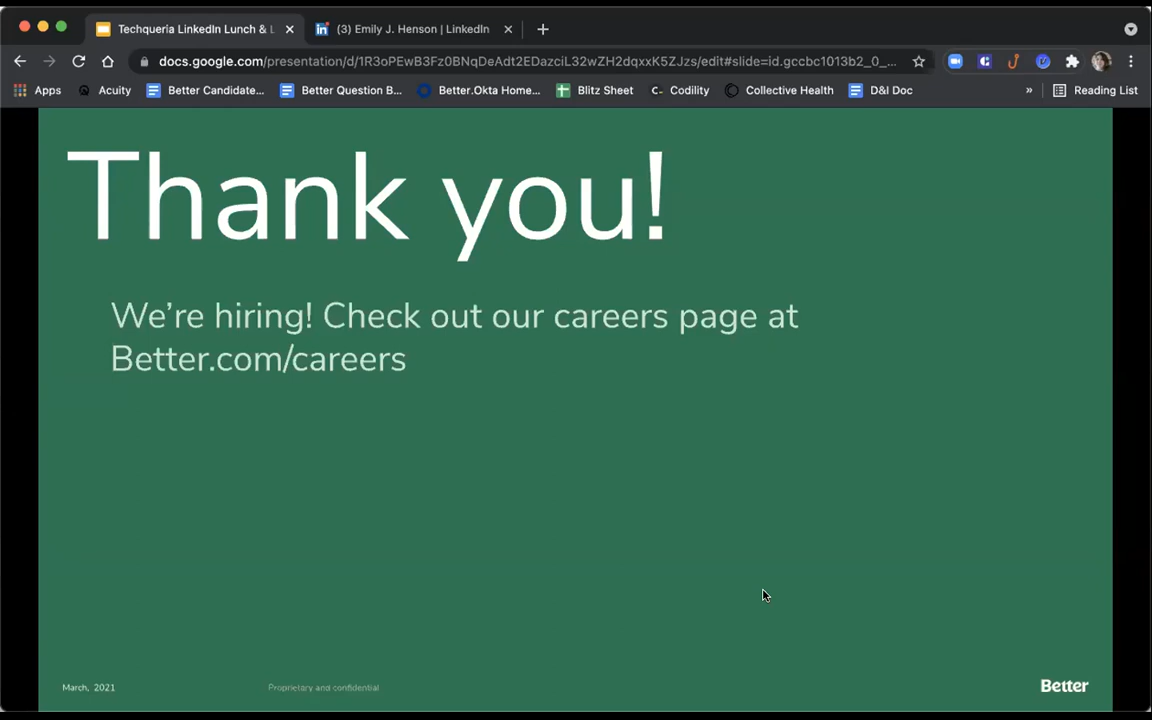 Techqueria LinkedIn Lunch & L
(3) Emily J. Henson | LinkedIn
docs.google.com/presentation/d/1R3oPEwB3Fz0BNqDeAdt2EDazciL32wZH2dqxxK5ZJzs/edit#slide=id.gccbc1013b2_0_...
Apps Acuity Better Candidate... Better Question B... Better.Okta Home... Blitz Sheet Codility Collective Health D&I Doc » Reading List
Thank you!
We're hiring! Check out our careers page at
Better.com/careers
March, 2021 Proprietary and confidential Better